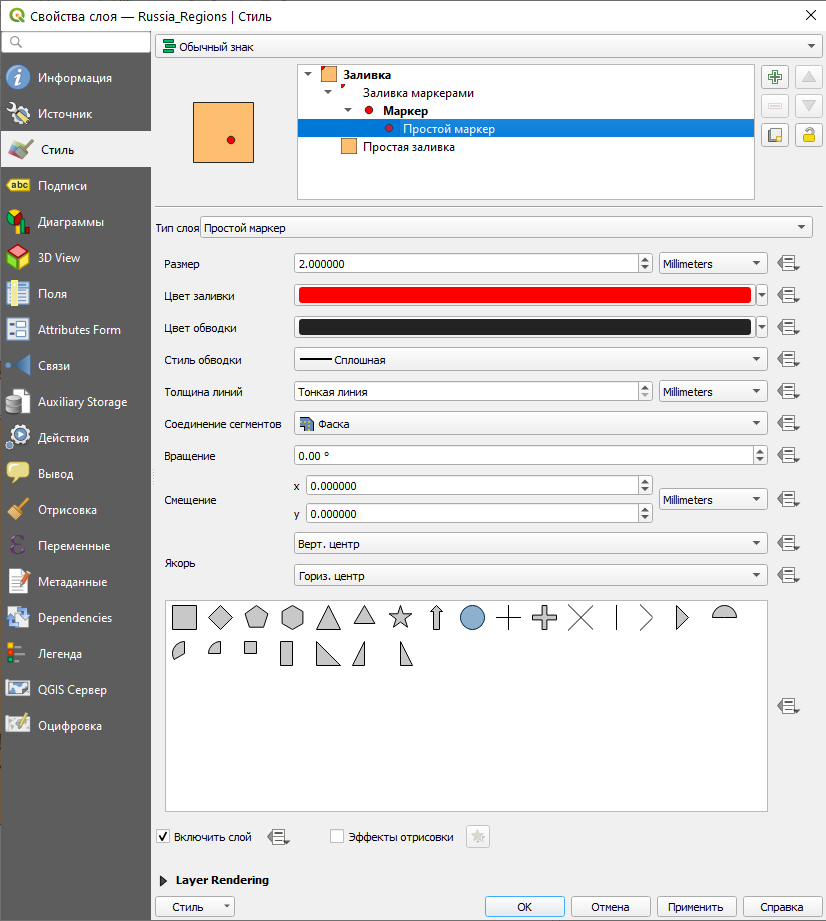 Свойства слоя — Russia_Regions | Стиль
Обычный знак
Информация
Источник
Стиль
abc Подписи
Диаграммы
3D View
Поля
Attributes Form
Связи
Auxiliary Storage
Действия
Вывод
Отрисовка
Переменные
Метаданные
Dependencies
Легенда
QGIS Сервер
Оцифровка
Заливка
Заливка маркерами
Маркер
Простой маркер
Простая заливка
Тип слоя Простой маркер
Размер 2.000000 Millimeters
Цвет заливки
Цвет обводки
Стиль обводки Сплошная
Толщина линий Тонкая линия Millimeters
Соединение сегментов Фаска
Вращение 0.00 °
Смещение x 0.000000 Millimeters
y 0.000000
Якорь Верт. центр
Гориз. центр
Включить слой Эффекты отрисовки
Layer Rendering
Стиль OK Отмена Применить Справка